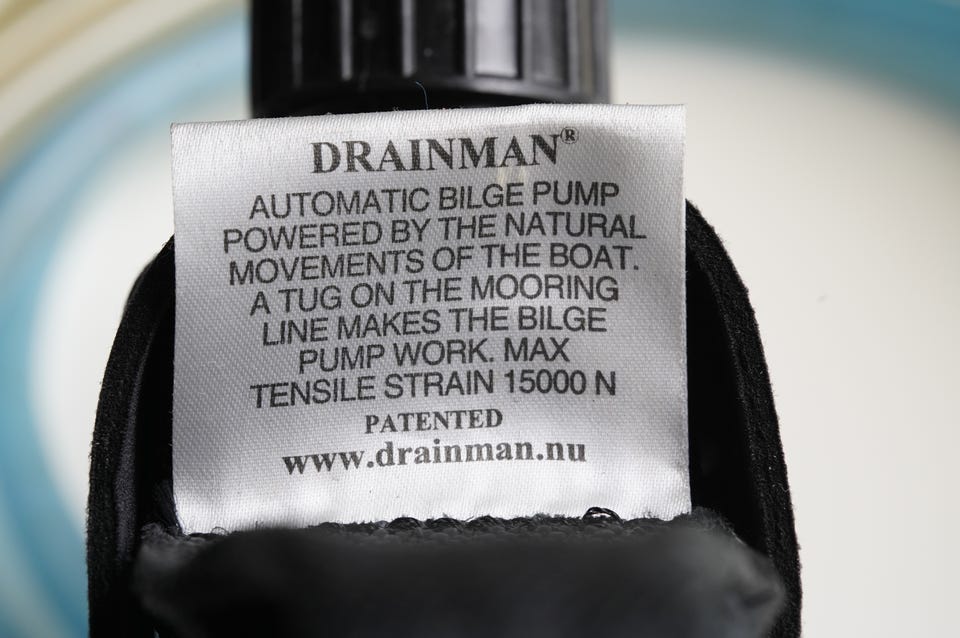 DRAINMAN®
AUTOMATIC BILGE PUMP
POWERED BY THE NATURAL
MOVEMENTS OF THE BOAT.
A TUG ON THE MOORING
LINE MAKES THE BILGE
PUMP WORK. MAX
TENSILE STRAIN 15000 N
PATENTED
www.drainman.nu